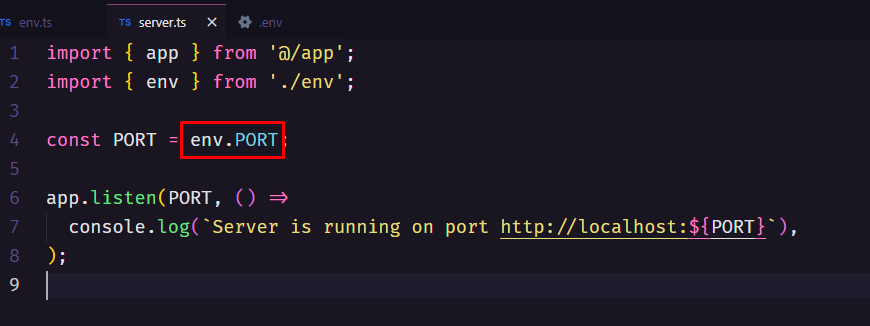 TS env.ts TS server.ts × .env
1 import { app } from '@/app';
2 import { env } from './env';
3
4 const PORT = env.PORT;
5
6 app.listen(PORT, () =>
7 console.log(`Server is running on port http://localhost:${PORT}`),
8 );
9